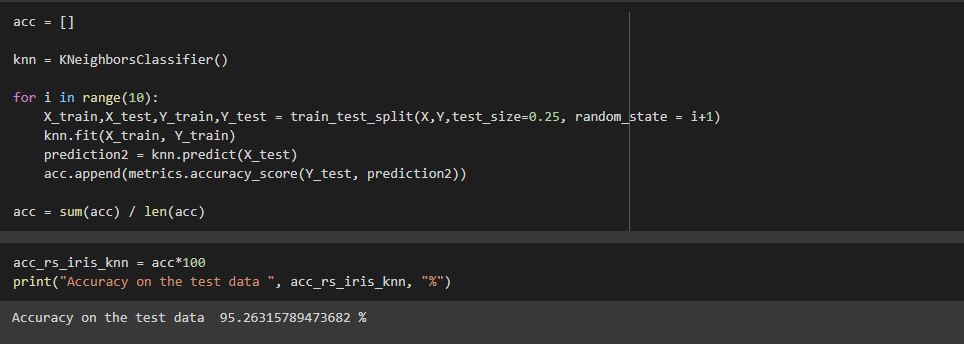 acc = []
knn = KNeighborsClassifier()
for i in range(10):
    X_train,X_test,Y_train,Y_test = train_test_split(X,Y,test_size=0.25, random_state = i+1)
    knn.fit(X_train, Y_train)
    prediction2 = knn.predict(X_test)
    acc.append(metrics.accuracy_score(Y_test, prediction2))
acc = sum(acc) / len(acc)
acc_rs_iris_knn = acc*100
print("Accuracy on the test data ", acc_rs_iris_knn, "%")
Accuracy on the test data  95.26315789473682 %